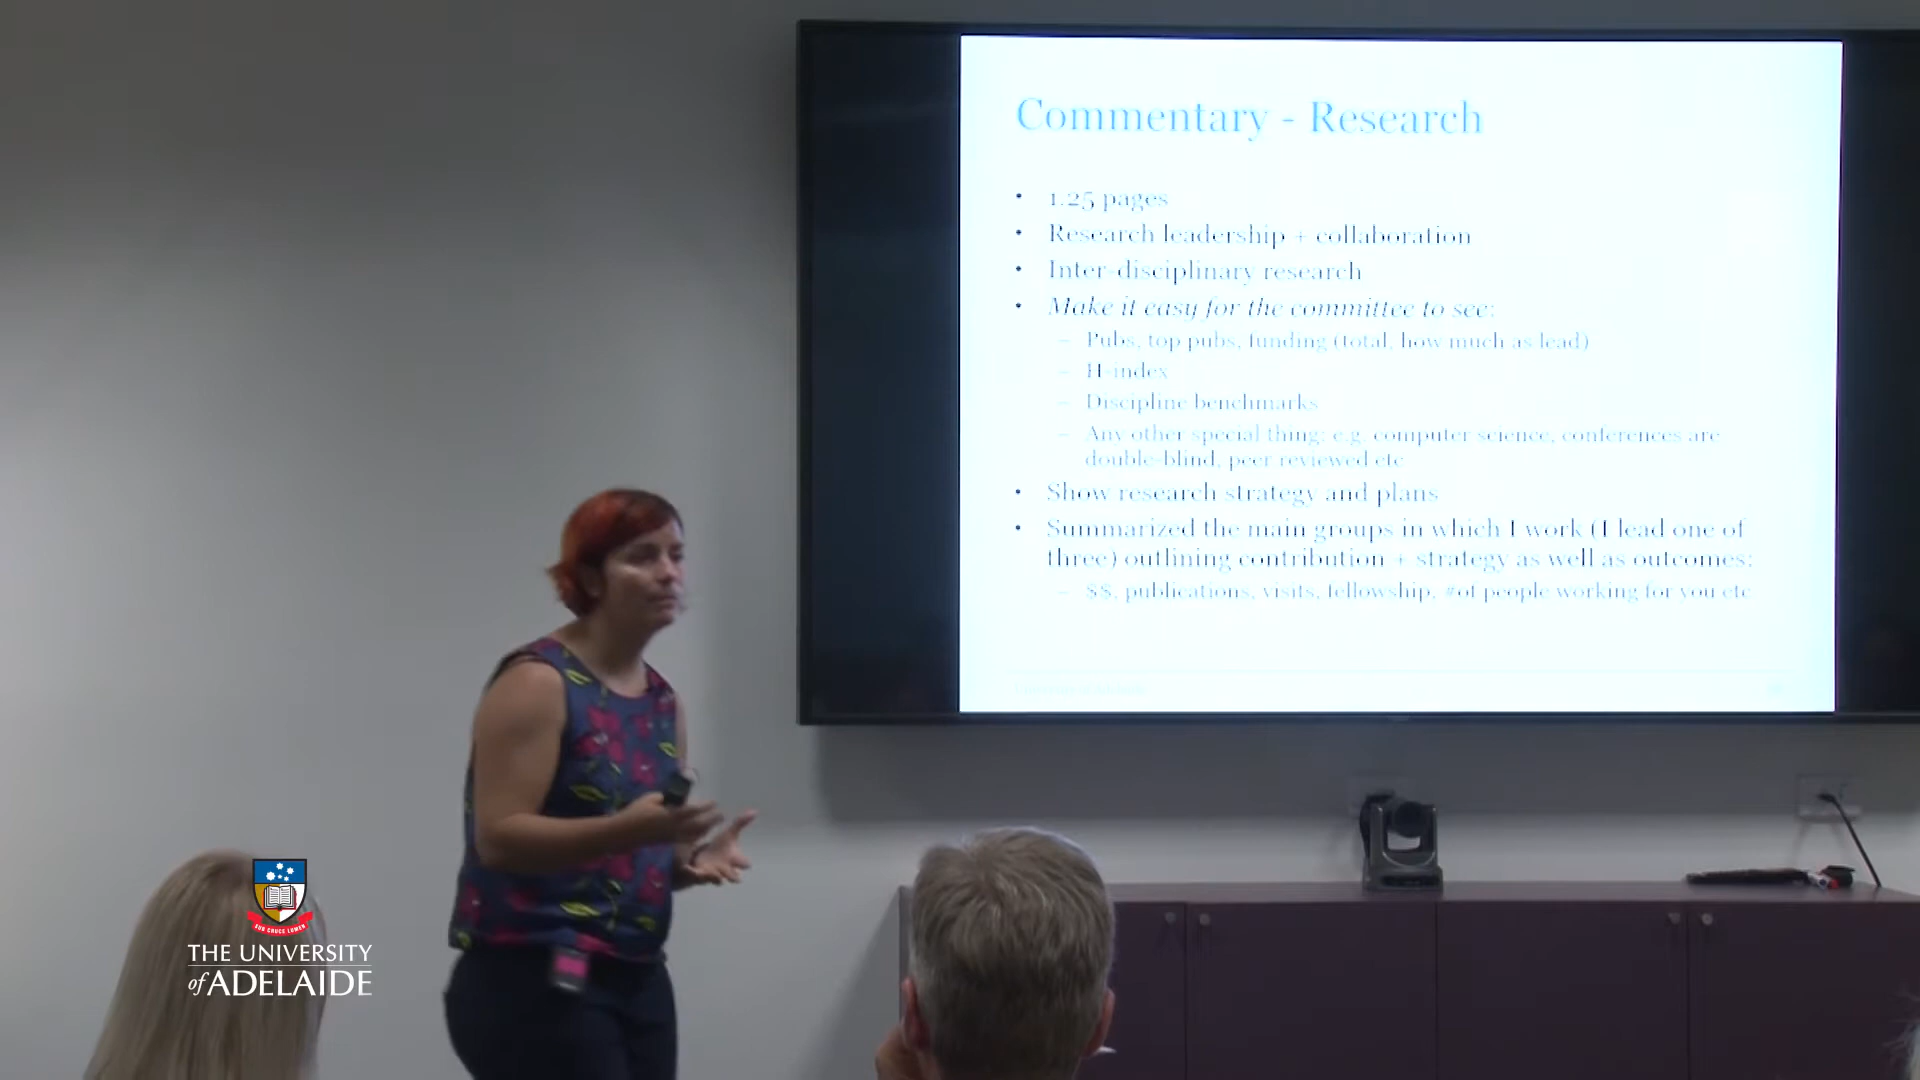 Commentary - Research
• 1.25 pages
• Research leadership + collaboration
• Inter-disciplinary research
• Make it easy for the committee to see:
– Pubs, top pubs, funding (total, how much as lead)
– H-index
– Discipline benchmarks
– Any other special thing: e.g. computer science, conferences are
double-blind, peer reviewed etc
• Show research strategy and plans
• Summarized the main groups in which I work (I lead one of
three) outlining contribution + strategy as well as outcomes:
– $$, publications, visits, fellowship, #of people working for you etc
SUB CRUCE LUMEN
THE UNIVERSITY
of ADELAIDE